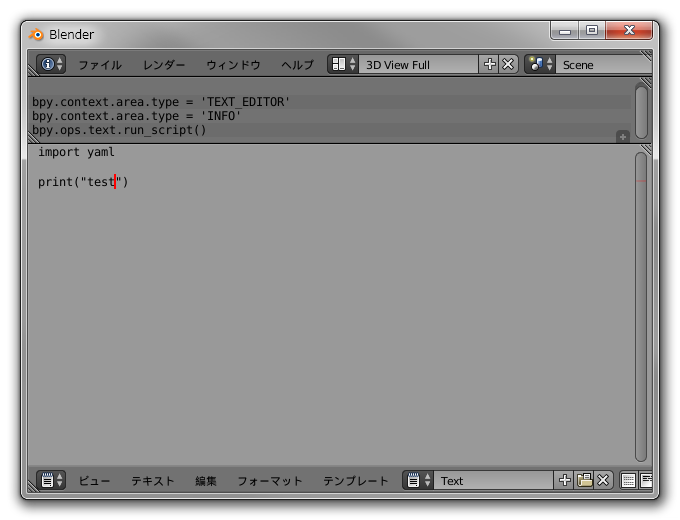 Blender
ファイル レンダー ウィンドウ ヘルプ 3D View Full Scene
bpy.context.area.type = 'TEXT_EDITOR'
bpy.context.area.type = 'INFO'
bpy.ops.text.run_script()
import yaml
print("test")
ビュー テキスト 編集 フォーマット テンプレート Text